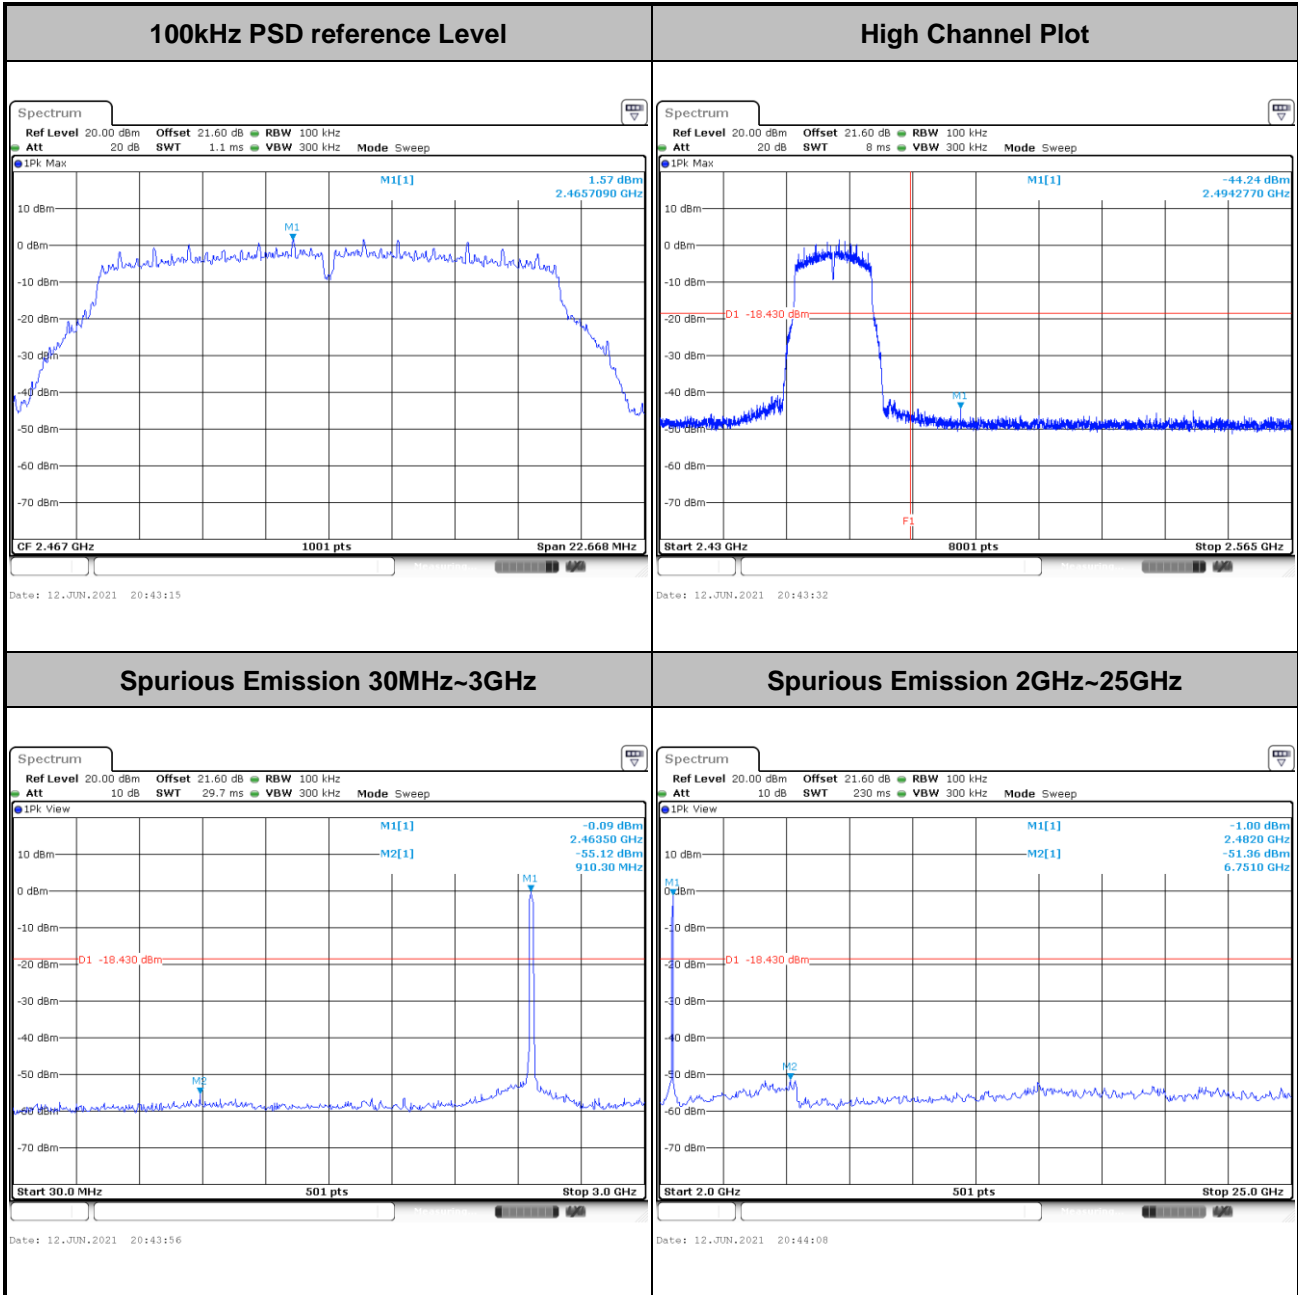 100kHz PSD reference Level
Spectrum
Ref Level 20.00 dBm Offset 21.60 dB RBW 100 kHz
Att 20 dB SWT 1.1 ms VBW 300 kHz Mode Sweep
1Pk Max
M1[1] 1.57 dBm
2.4657090 GHz
10 dBm
M1
0 dBm
-10 dBm
-20 dBm
-30 dBm
-40 dBm
-50 dBm
-60 dBm
-70 dBm
CF 2.467 GHz 1001 pts Span 22.668 MHz
Measuring...
Date: 12.JUN.2021 20:43:15
High Channel Plot
Spectrum
Ref Level 20.00 dBm Offset 21.60 dB RBW 100 kHz
Att 20 dB SWT 8 ms VBW 300 kHz Mode Sweep
1Pk Max
M1[1] -44.24 dBm
2.4942770 GHz
10 dBm
0 dBm
-10 dBm
D1 -18.430 dBm
-20 dBm
-30 dBm
-40 dBm
M1
-50 dBm
-60 dBm
-70 dBm
F1
Start 2.43 GHz 8001 pts Stop 2.565 GHz
Measuring...
Date: 12.JUN.2021 20:43:32
Spurious Emission 30MHz~3GHz
Spectrum
Ref Level 20.00 dBm Offset 21.60 dB RBW 100 kHz
Att 10 dB SWT 29.7 ms VBW 300 kHz Mode Sweep
1Pk View
M1[1] -0.09 dBm
2.46350 GHz
M2[1] -55.12 dBm
910.30 MHz
10 dBm
M1
0 dBm
-10 dBm
D1 -18.430 dBm
-20 dBm
-30 dBm
-40 dBm
-50 dBm
M2
-60 dBm
-70 dBm
Start 30.0 MHz 501 pts Stop 3.0 GHz
Measuring...
Date: 12.JUN.2021 20:43:56
Spurious Emission 2GHz~25GHz
Spectrum
Ref Level 20.00 dBm Offset 21.60 dB RBW 100 kHz
Att 10 dB SWT 230 ms VBW 300 kHz Mode Sweep
1Pk View
M1[1] -1.00 dBm
2.4820 GHz
M2[1] -51.36 dBm
6.7510 GHz
10 dBm
M1
0 dBm
-10 dBm
D1 -18.430 dBm
-20 dBm
-30 dBm
-40 dBm
M2
-50 dBm
-60 dBm
-70 dBm
Start 2.0 GHz 501 pts Stop 25.0 GHz
Measuring...
Date: 12.JUN.2021 20:44:08